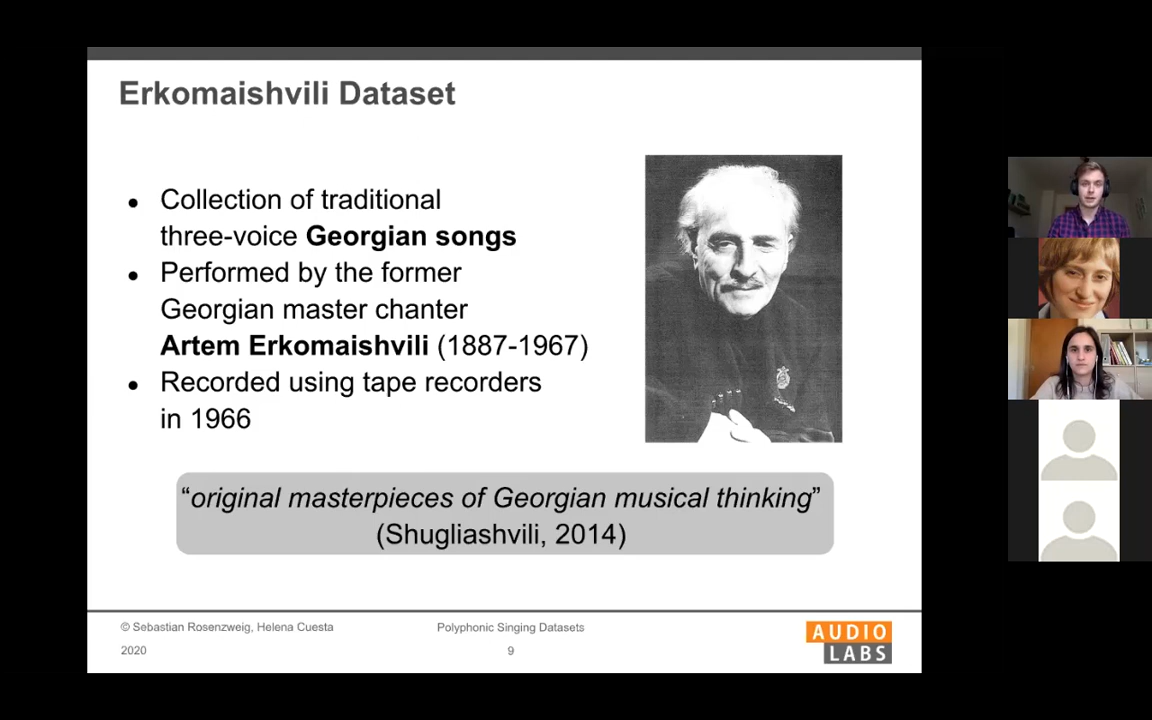 Erkomaishvili Dataset
● Collection of traditional
three-voice Georgian songs
● Performed by the former
Georgian master chanter
Artem Erkomaishvili (1887-1967)
● Recorded using tape recorders
in 1966
“original masterpieces of Georgian musical thinking”
(Shugliashvili, 2014)
© Sebastian Rosenzweig, Helena Cuesta
2020
Polyphonic Singing Datasets
9
AUDIO
LABS